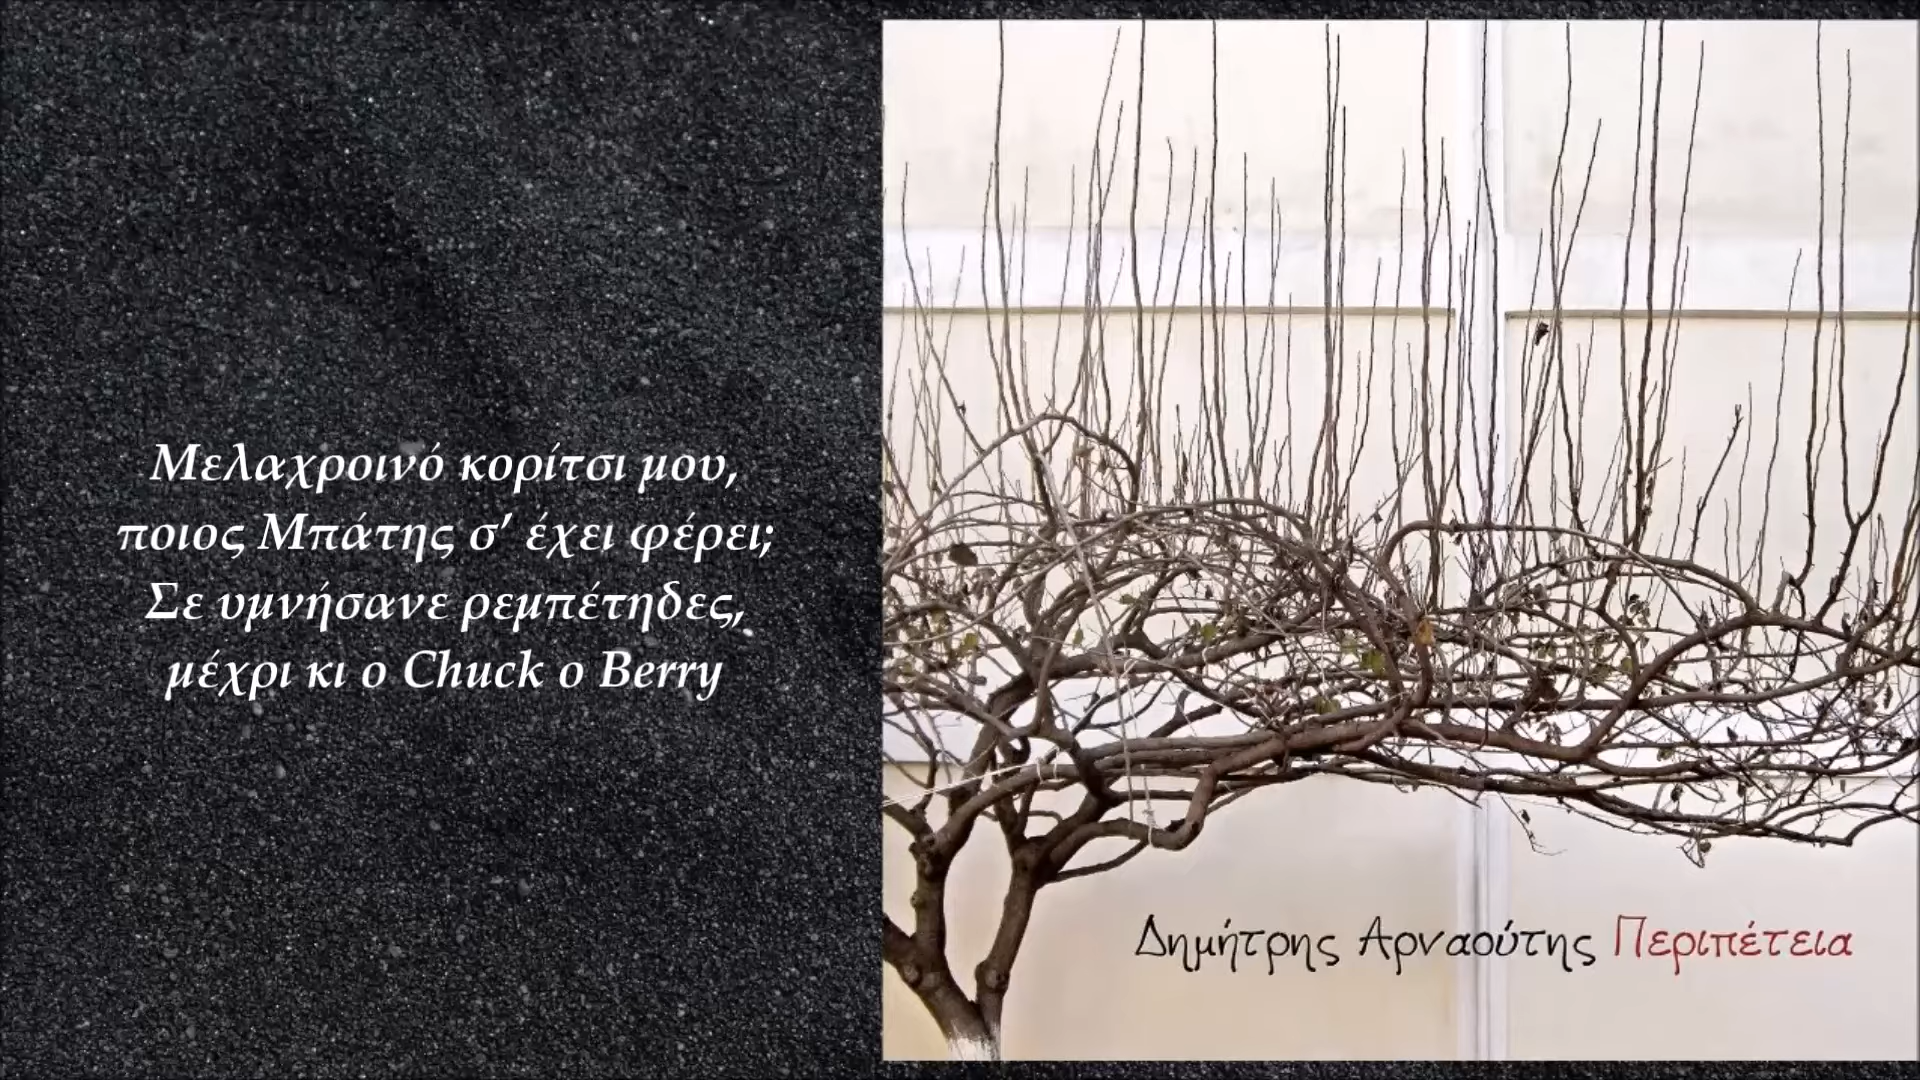 Μελαχροινό κορίτσι μου,
ποιος Μπάτης σ’ έχει φέρει;
Σε υμνήσανε ρεμπέτηδες,
μέχρι κι ο Chuck ο Berry
Δημήτρης Αρναούτης Περιπέτεια